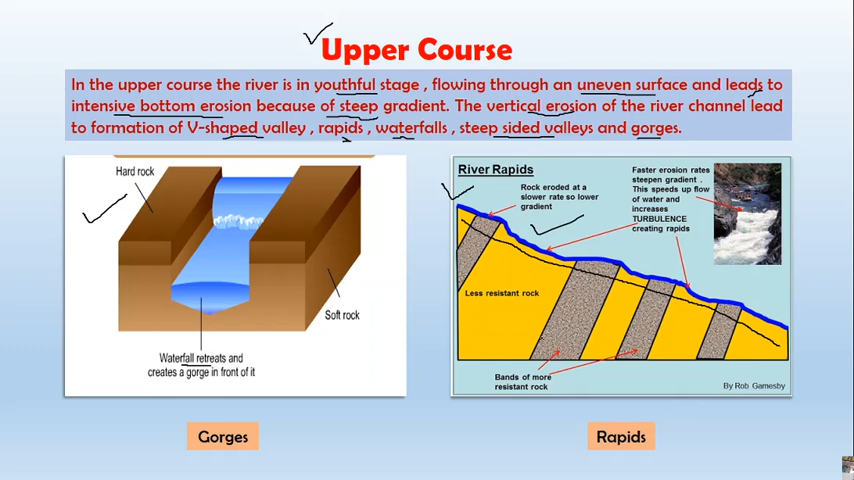 Upper Course
In the upper course the river is in youthful stage , flowing through an uneven surface and leads to
intensive bottom erosion because of steep gradient. The vertical erosion of the river channel lead
to formation of V-shaped valley , rapids , waterfalls , steep sided valleys and gorges.
Hard rock
Soft rock
Waterfall retreats and
creates a gorge in front of it
Gorges
River Rapids
Rock eroded at a
slower rate so lower
gradient
Faster erosion rates
steepen gradient .
This speeds up flow
of water and
increases
TURBULENCE
creating rapids
Less resistant rock
Bands of more
resistant rock
By Rob Gamesby
Rapids